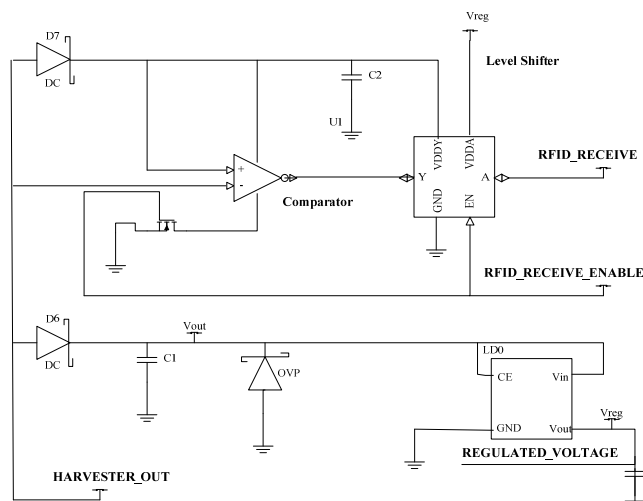 Vreg
D7
Level Shifter
DC
C2
U1
VDDY
VDDA
RFID_RECEIVE
+
Y
A
-
Comparator
GND
EN
RFID_RECEIVE_ENABLE
D6
Vout
DC
C1
OVP
LD0
CE
Vin
Vreg
GND
Vout
REGULATED_VOLTAGE
HARVESTER_OUT